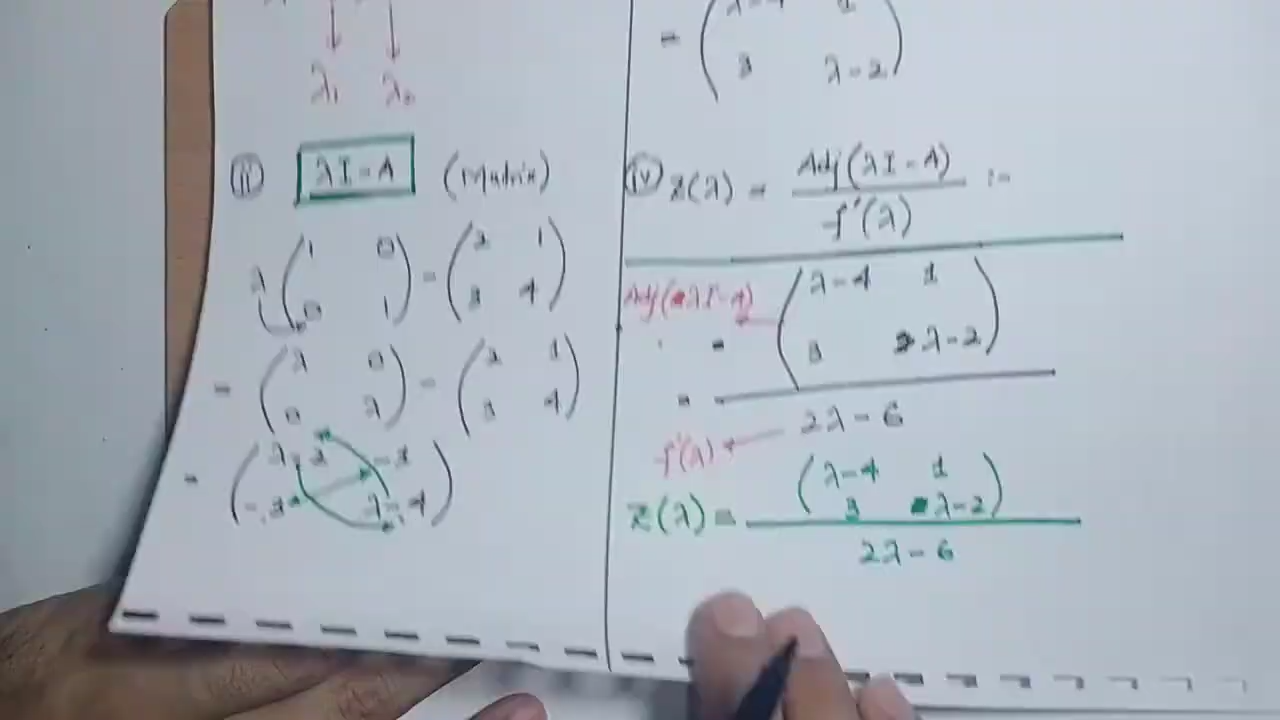 λ₁ λ₂
(ii) λI-A (Matrix)
λ (1 0
0 1) - (2 1
3 4)
= (λ 0
0 λ) - (2 1
3 4)
= (λ-2 -1
-3 λ-4)
= (λ-4 1
3 λ-2)
(iv) Z(λ) = Adj(λI-A) :-
f'(λ)
Adj(λI-A)
= (λ-4 1
3 λ-2)
=
2λ-6
f'(λ)
Z(λ) = (λ-4 1
3 λ-2)
2λ-6